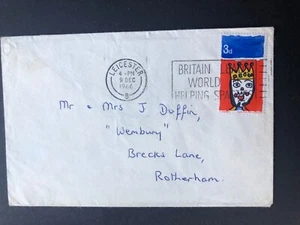 3d
LEICESTER
4-PM
9 DEC
1966
BRITAIN
WORLD
HELPING
Mr & Mrs J Duffin,
"Wembury"
Brecks Lane,
Rotherham.